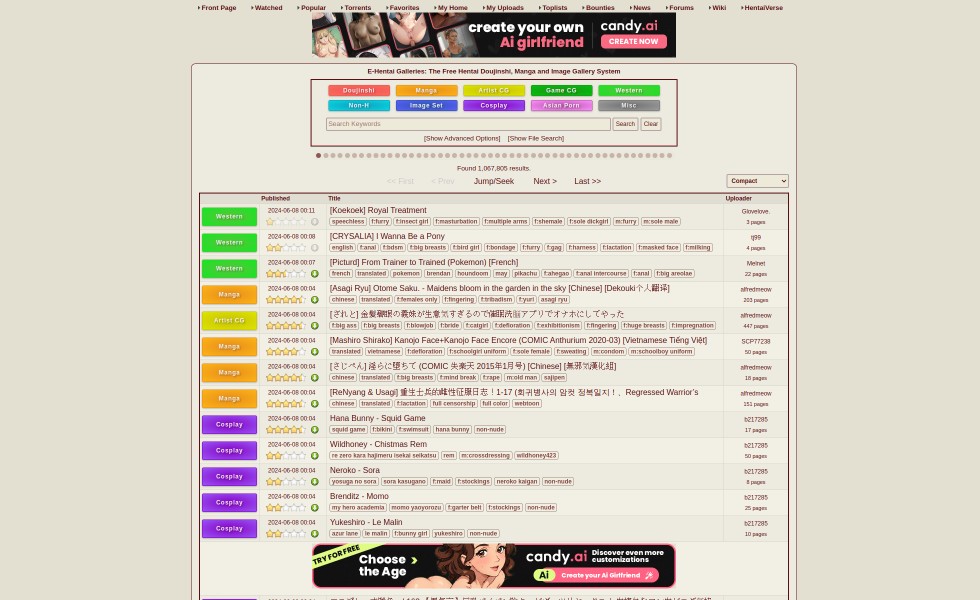 Front Page Watched Popular Torrents Favorites My Home My Uploads Toplists Bounties News Forums Wiki HentaiVerse
create your own
Ai girlfriend
candy.ai
CREATE NOW
E-Hentai Galleries: The Free Hentai Doujinshi, Manga and Image Gallery System
Doujinshi Manga Artist CG Game CG Western
Non-H Image Set Cosplay Asian Porn Misc
Search Keywords Search Clear
[Show Advanced Options] [Show File Search]
Found 1,067,805 results.
<< First < Prev Jump/Seek Next > Last >> Compact
Published Title Uploader
Western 2024-06-08 00:11 [Koekoek] Royal Treatment Glovelove.
speechless f:furry f:insect girl f:masturbation f:multiple arms f:shemale f:sole dickgirl m:furry m:sole male 3 pages
Western 2024-06-08 00:08 [CRYSALIA] I Wanna Be a Pony tj99
english f:anal f:bdsm f:big breasts f:bird girl f:bondage f:furry f:gag f:harness f:lactation f:masked face f:milking 4 pages
Western 2024-06-08 00:07 [Picturd] From Trainer to Trained (Pokemon) [French] Melnet
french translated pokemon brendan houndoom may pikachu f:ahegao f:anal intercourse f:anal f:big areolae 22 pages
Manga 2024-06-08 00:04 [Asagi Ryu] Otome Saku. - Maidens bloom in the garden in the sky [Chinese] [Dekouki个人翻译] alfredmeow
chinese translated f:females only f:fingering f:tribadism f:yuri asagi ryu 203 pages
Artist CG 2024-06-08 00:04 [ざれと] 金髪碾眠の義妹が生意気すぎるので催眠洗脳アプリでオナホにしてやった alfredmeow
f:big ass f:big breasts f:blowjob f:bride f:catgirl f:defloration f:exhibitionism f:fingering f:huge breasts f:impregnation 447 pages
Manga 2024-06-08 00:04 [Mashiro Shirako] Kanojo Face+Kanojo Face Encore (COMIC Anthurium 2020-03) [Vietnamese Tiếng Việt] SCP77238
translated vietnamese f:defloration f:schoolgirl uniform f:sole female f:sweating m:condom m:schoolboy uniform 50 pages
Manga 2024-06-08 00:04 [さじぺん] 淫らに堕ちて (COMIC 失楽天 2015年1月号) [Chinese] [無邪気漢化組] alfredmeow
chinese translated f:big breasts f:mind break f:rape m:old man sajipen 18 pages
Manga 2024-06-08 00:04 [ReNyang & Usagi] 重生士兵的雌性征服日志！1-17 (회귀병사의 암컷 정복일지！、Regressed Warrior's alfredmeow
chinese translated f:lactation full censorship full color webtoon 151 pages
Cosplay 2024-06-08 00:04 Hana Bunny - Squid Game b217285
squid game f:bikini f:swimsuit hana bunny non-nude 17 pages
Cosplay 2024-06-08 00:04 Wildhoney - Chistmas Rem b217285
re zero kara hajimeru isekai seikatsu rem m:crossdressing wildhoney423 50 pages
Cosplay 2024-06-08 00:04 Neroko - Sora b217285
yosuga no sora sora kasugano f:maid f:stockings neroko kaigan non-nude 8 pages
Cosplay 2024-06-08 00:04 Brenditz - Momo b217285
my hero academia momo yaoyorozu f:garter belt f:stockings non-nude 25 pages
Cosplay 2024-06-08 00:04 Yukeshiro - Le Malin b217285
azur lane le malin f:bunny girl yukeshiro non-nude 10 pages
TRY FOR FREE
Choose
the Age
candy.ai
Discover even more
customizations
Ai Create your Ai Girlfriend